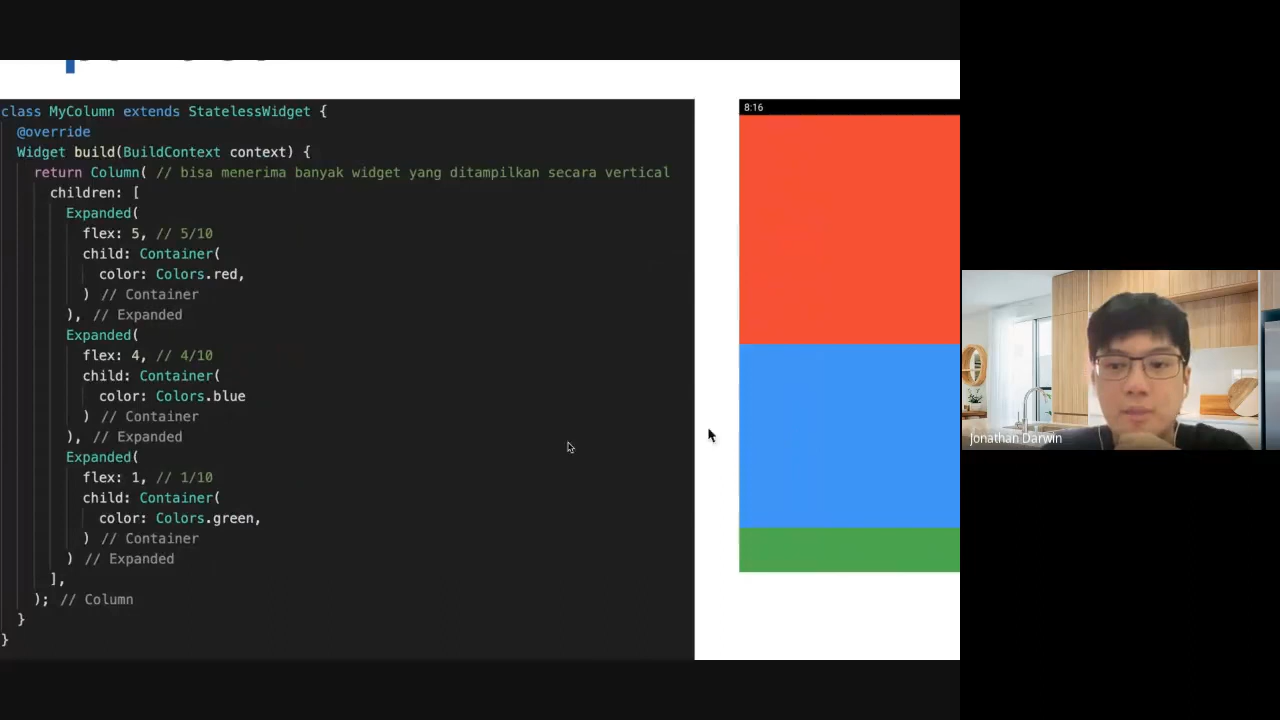 class MyColumn extends StatelessWidget {
@override
Widget build(BuildContext context) {
return Column( // bisa menerima banyak widget yang ditampilkan secara vertical
children: [
Expanded(
flex: 5, // 5/10
child: Container(
color: Colors.red,
) // Container
), // Expanded
Expanded(
flex: 4, // 4/10
child: Container(
color: Colors.blue
) // Container
), // Expanded
Expanded(
flex: 1, // 1/10
child: Container(
color: Colors.green,
) // Container
) // Expanded
],
); // Column
}
}
8:16
Jonathan Darwin